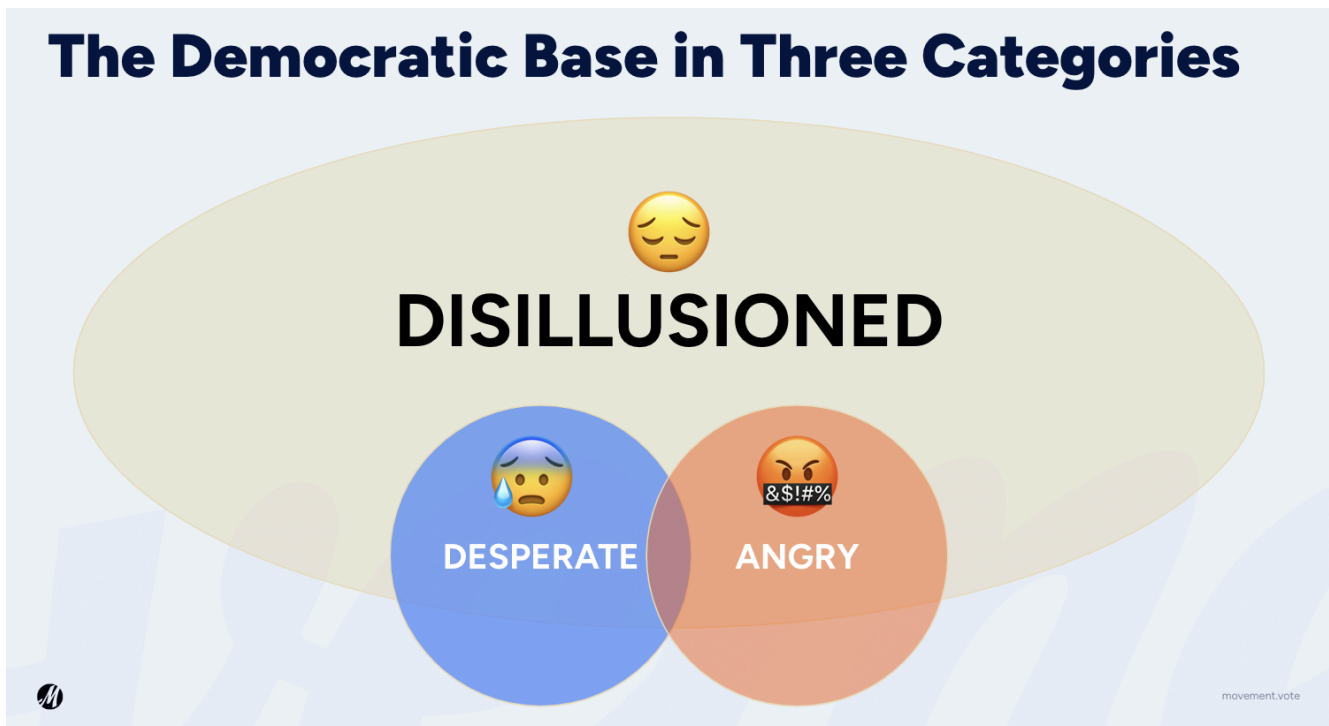 The Democratic Base in Three Categories
DISILLUSIONED
&$!#%
DESPERATE
ANGRY
M
movement.vote